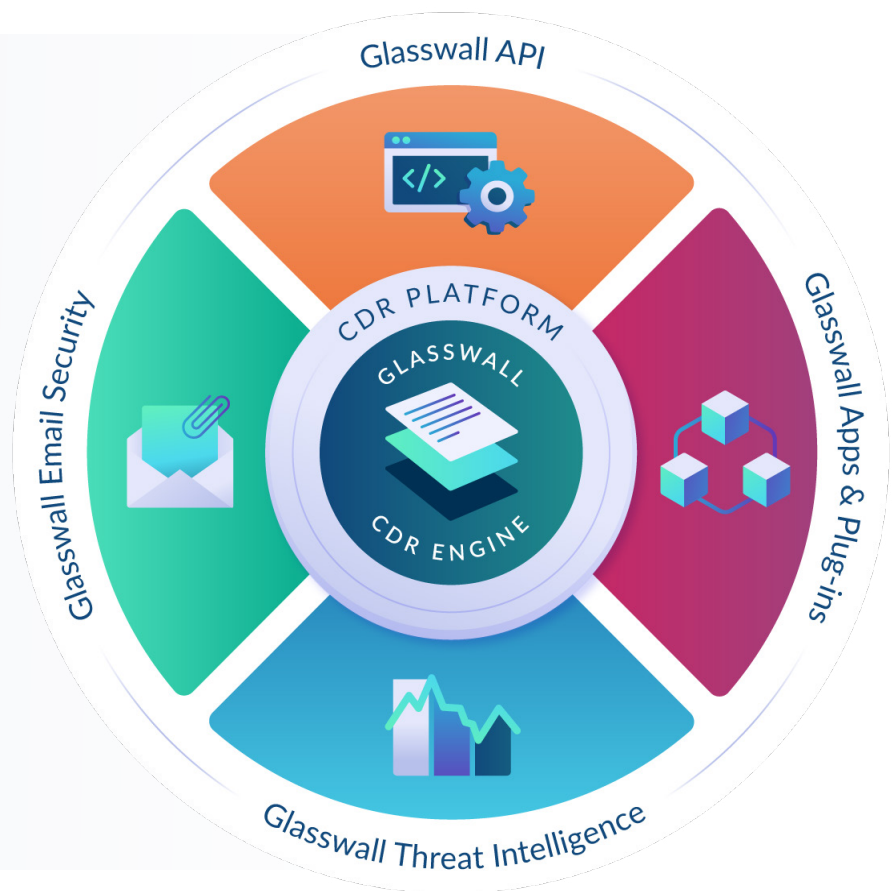 Glasswall API
CDR PLATFORM
GLASSWALL
</>
CDR ENGINE
Glasswall Email Security
Glasswall Apps & Plug-ins
Glasswall Threat Intelligence